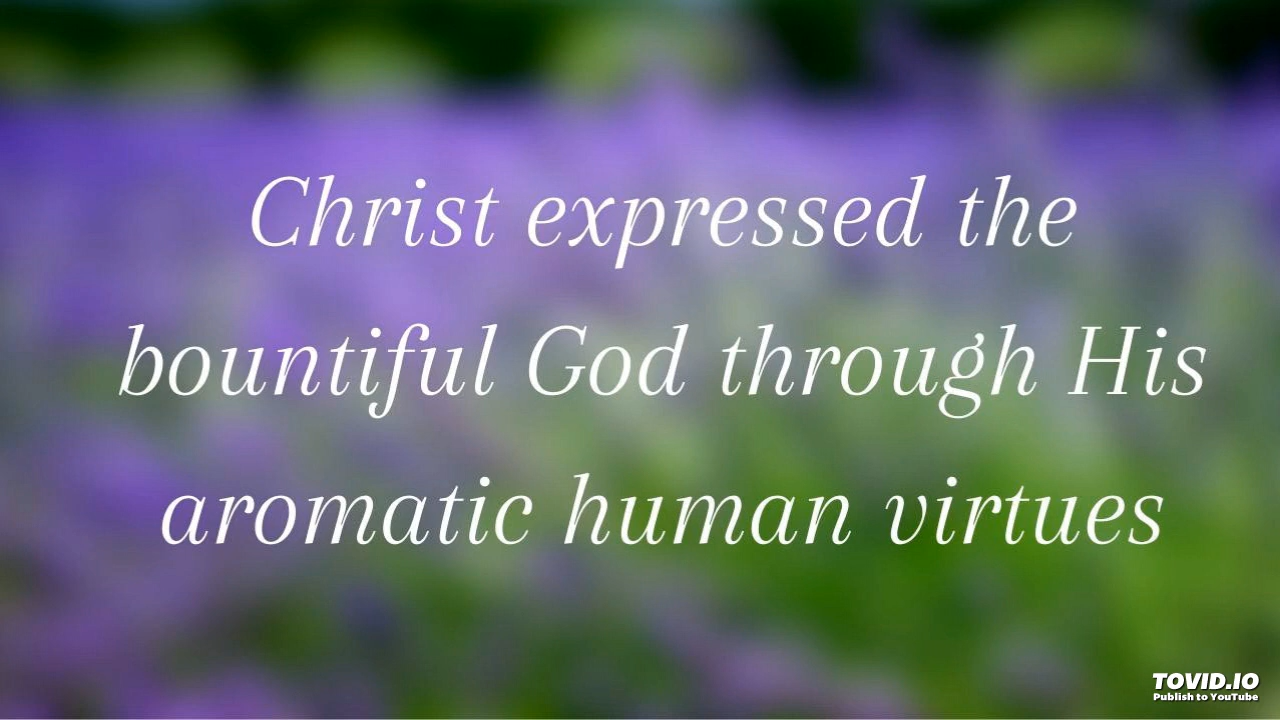 Christ expressed the
bountiful God through His
aromatic human virtues
TOVID.IO
Publish to YouTube